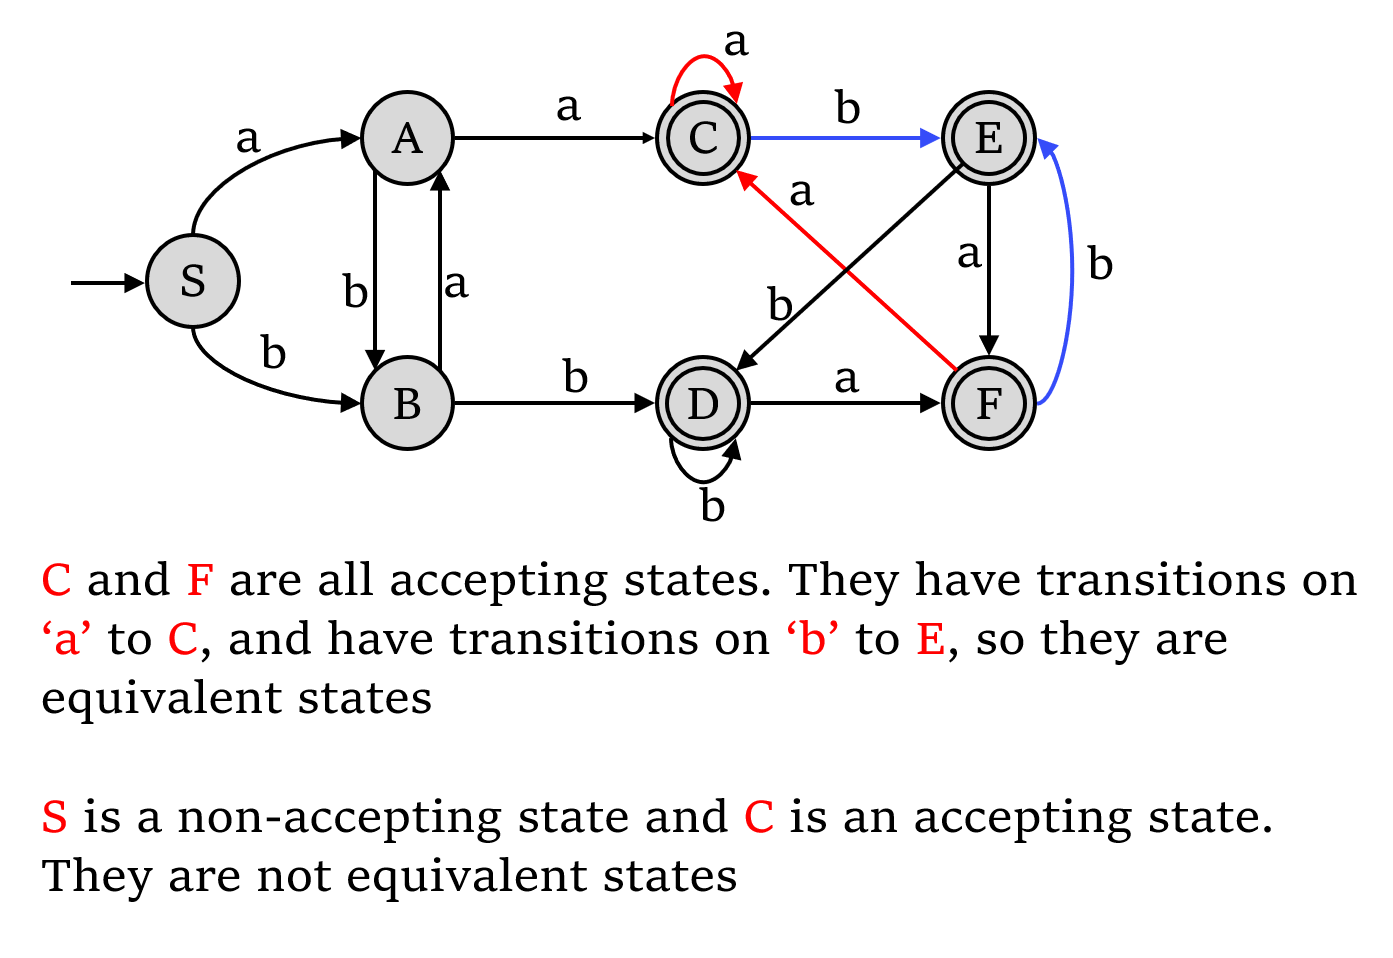 a
a
b
a
A
C
E
a
a
S
b
a
b
b
b
b
b
a
B
D
F
b
C and F are all accepting states. They have transitions on
‘a’ to C, and have transitions on ‘b’ to E, so they are
equivalent states
S is a non-accepting state and C is an accepting state.
They are not equivalent states